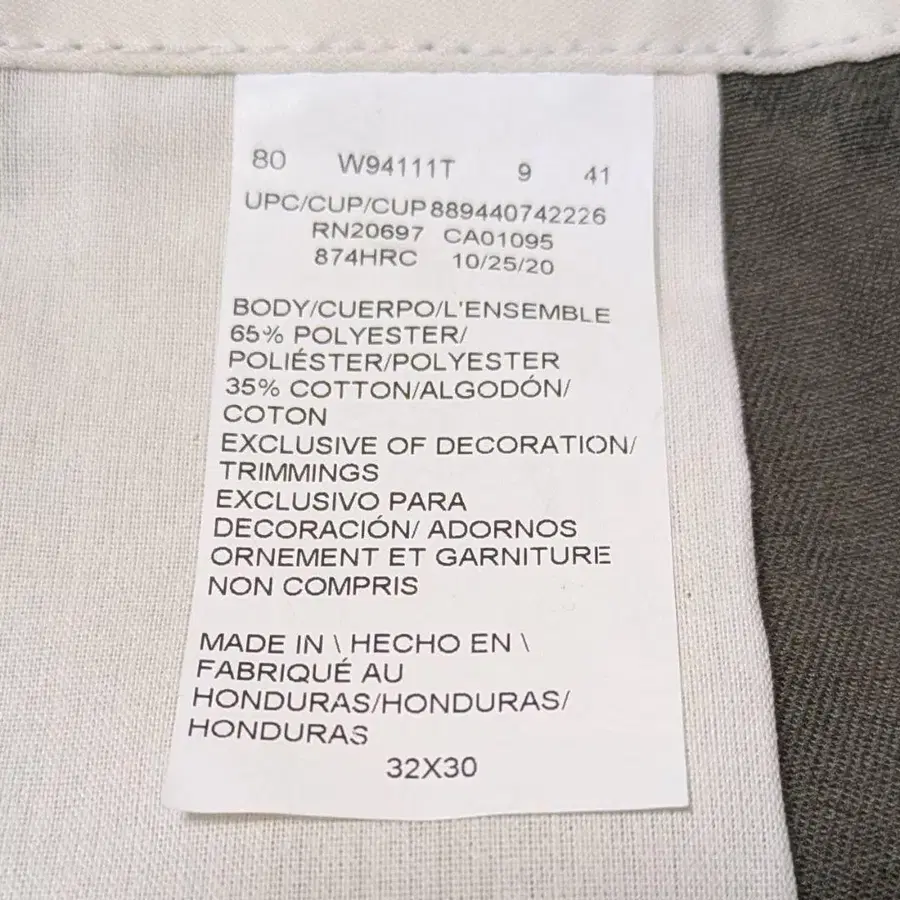 80 W94111T 9 41
UPC/CUP/CUP 889440742226
RN20697 CA01095
874HRC 10/25/20
BODY/CUERPO/L'ENSEMBLE
65% POLYESTER/
POLIÉSTER/POLYESTER
35% COTTON/ALGODÓN/
COTON
EXCLUSIVE OF DECORATION/
TRIMMINGS
EXCLUSIVO PARA
DECORACIÓN/ ADORNOS
ORNEMENT ET GARNITURE
NON COMPRIS
MADE IN \ HECHO EN \
FABRIQUÉ AU
HONDURAS/HONDURAS/
HONDURAS
32X30